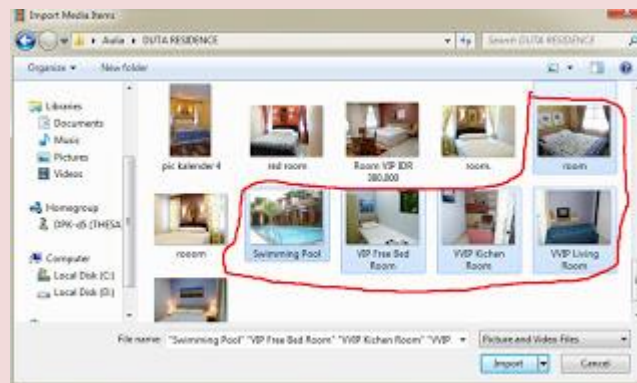 Import Media Items
Aulia ▸ DUTA RESIDENCE
Search DUTA RESIDENCE
Organize
New folder
Libraries
Documents
Music
Pictures
Videos
Homegroup
Computer
Local Disk (C:)
Local Disk (D:)
pic kalender 4
red room
Room VIP IDR
380.000
room.
room
rooom
Swimming Pool
VIP Free Bed
Room
VVIP Kichen
Room
VVIP Living
Room
File name:
"Swimming Pool" "VIP Free Bed Room" "VVIP Kichen Room" "VVIP
Picture and Video Files
Import
Cancel